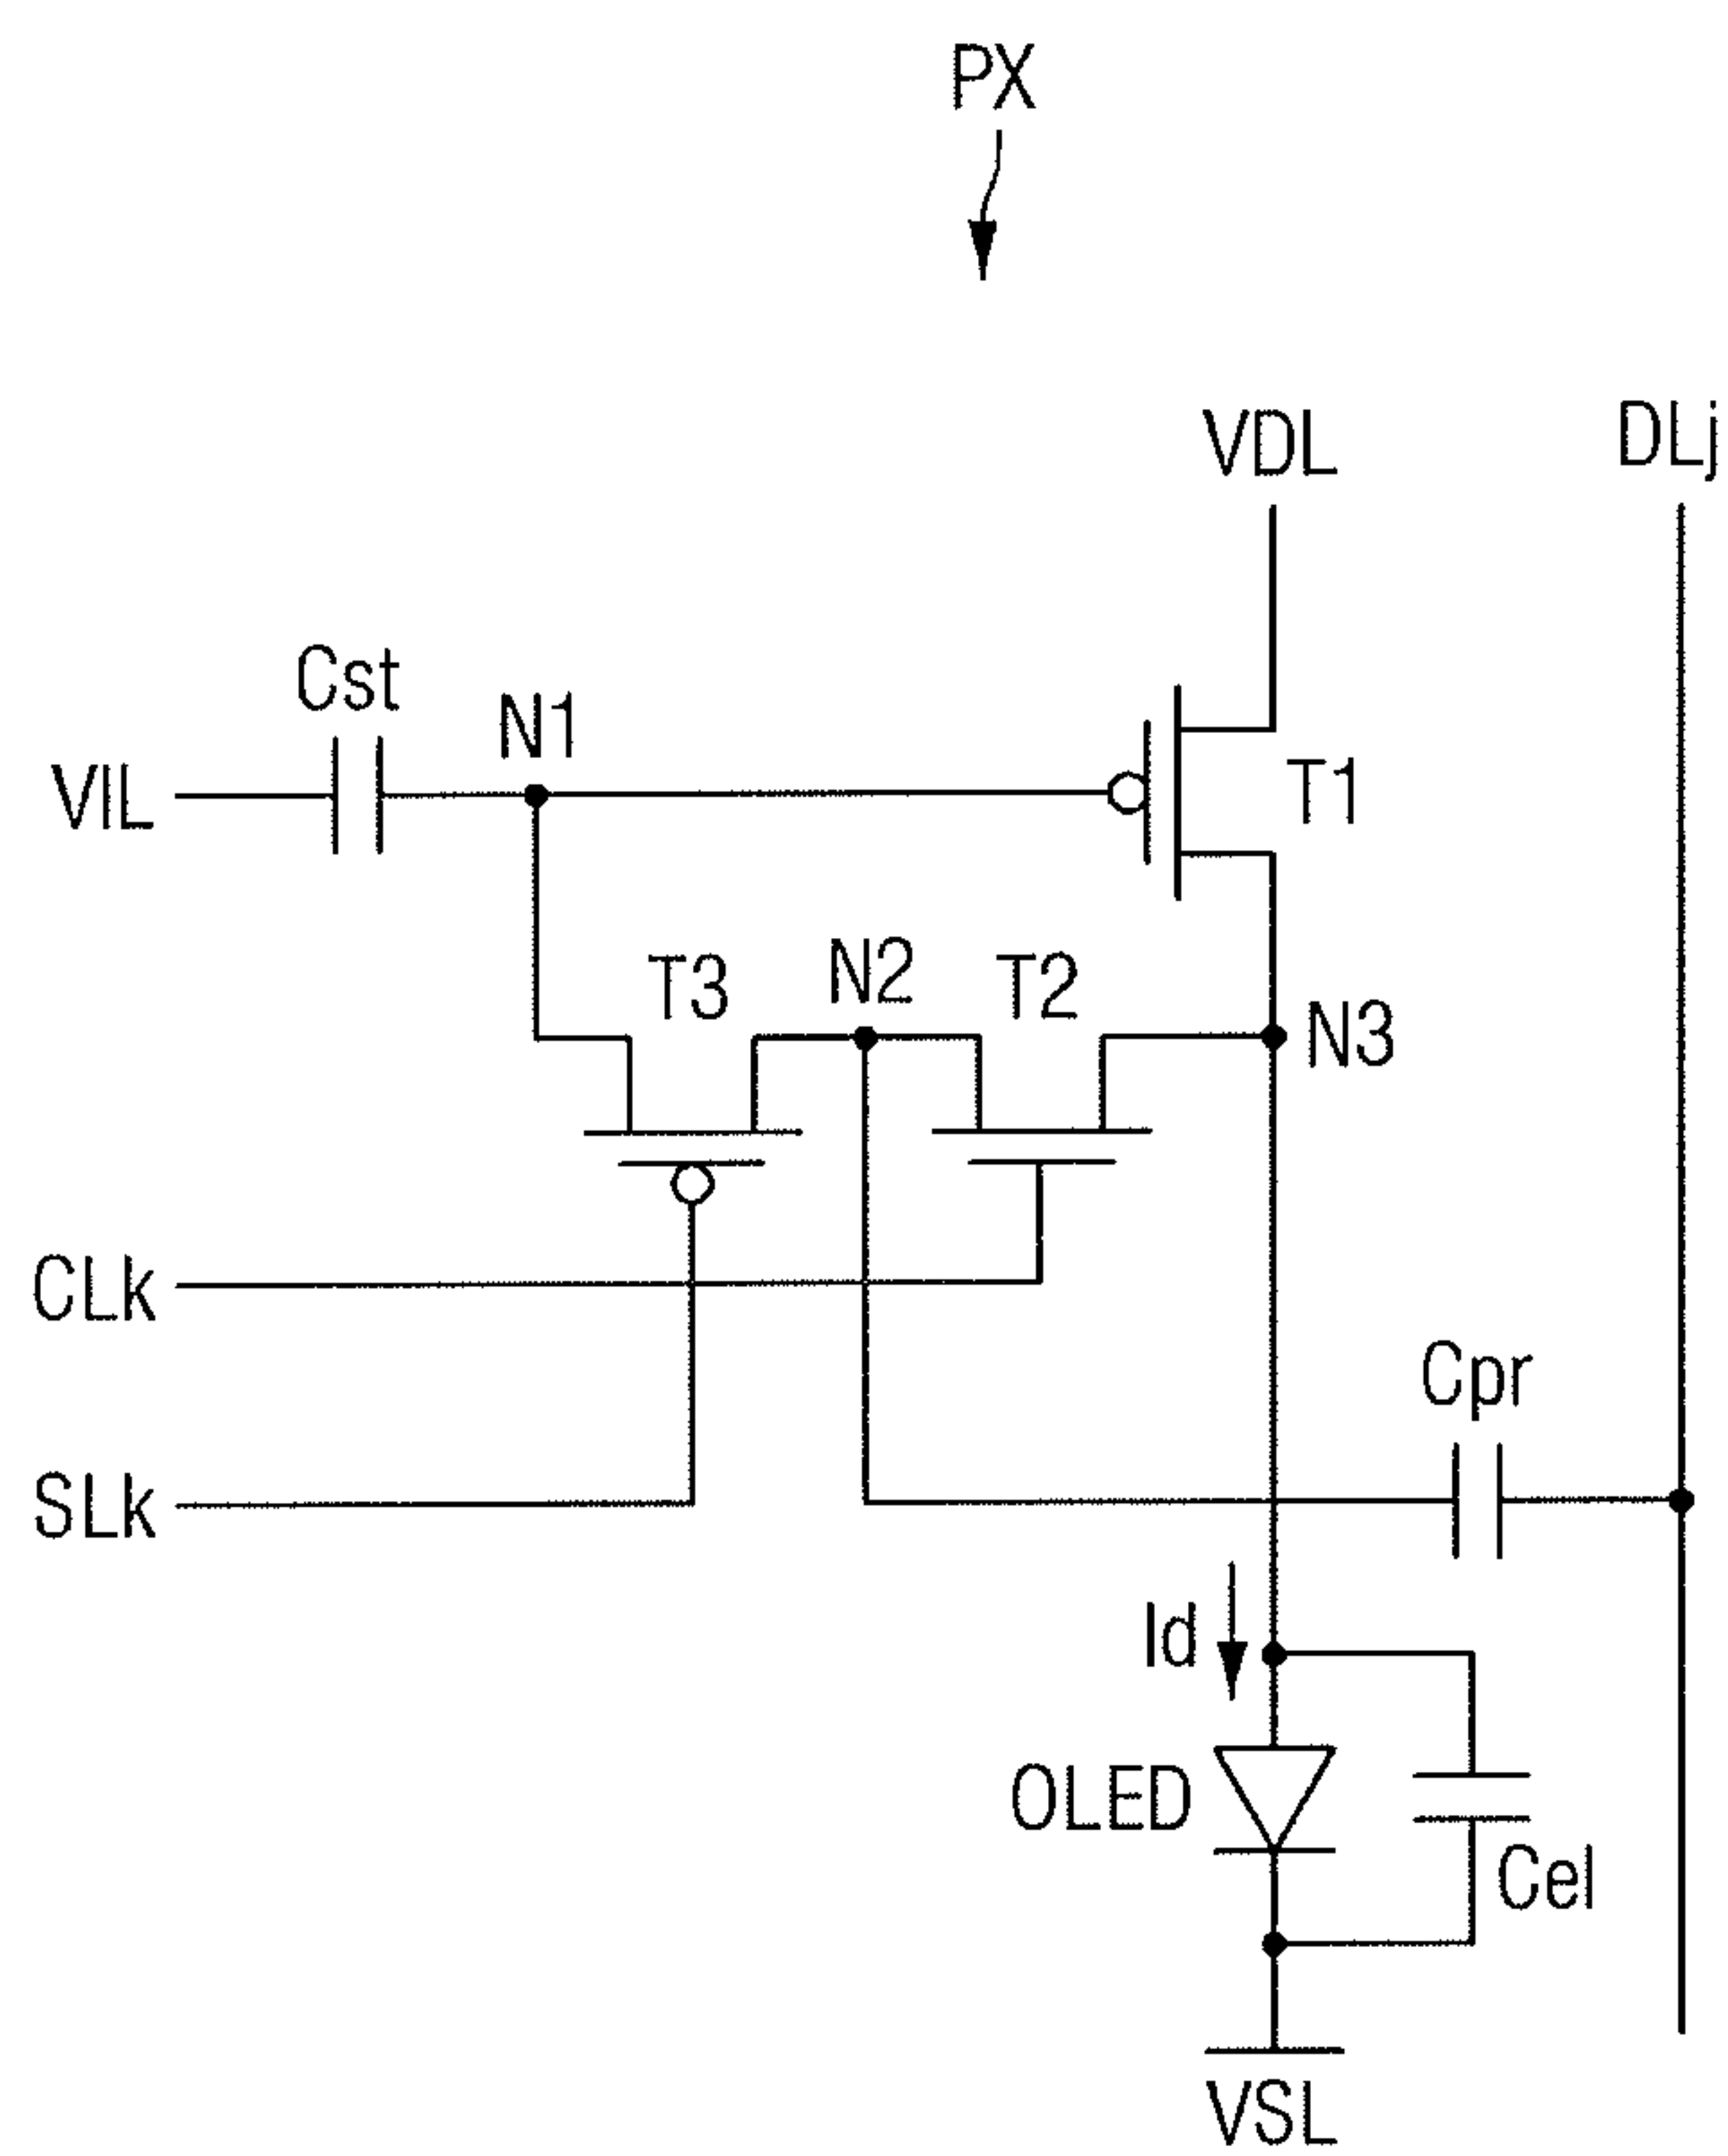 PX
VDL
DLj
Cst
N1
VIL
T1
T3
N2
T2
N3
CLk
Cpr
SLk
Id
OLED
Cel
VSL